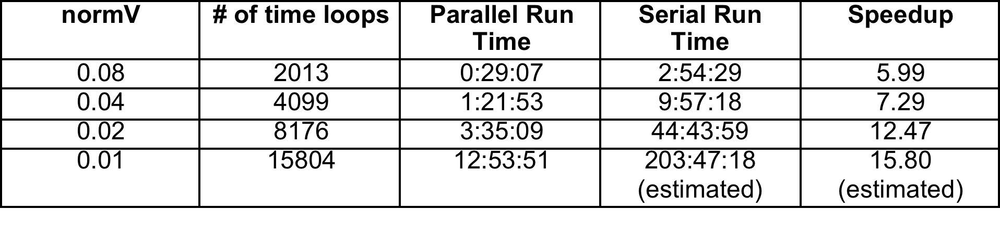 normV # of time loops Parallel Run Time Serial Run Time Speedup
0.08 2013 0:29:07 2:54:29 5.99
0.04 4099 1:21:53 9:57:18 7.29
0.02 8176 3:35:09 44:43:59 12.47
0.01 15804 12:53:51 203:47:18 (estimated) 15.80 (estimated)